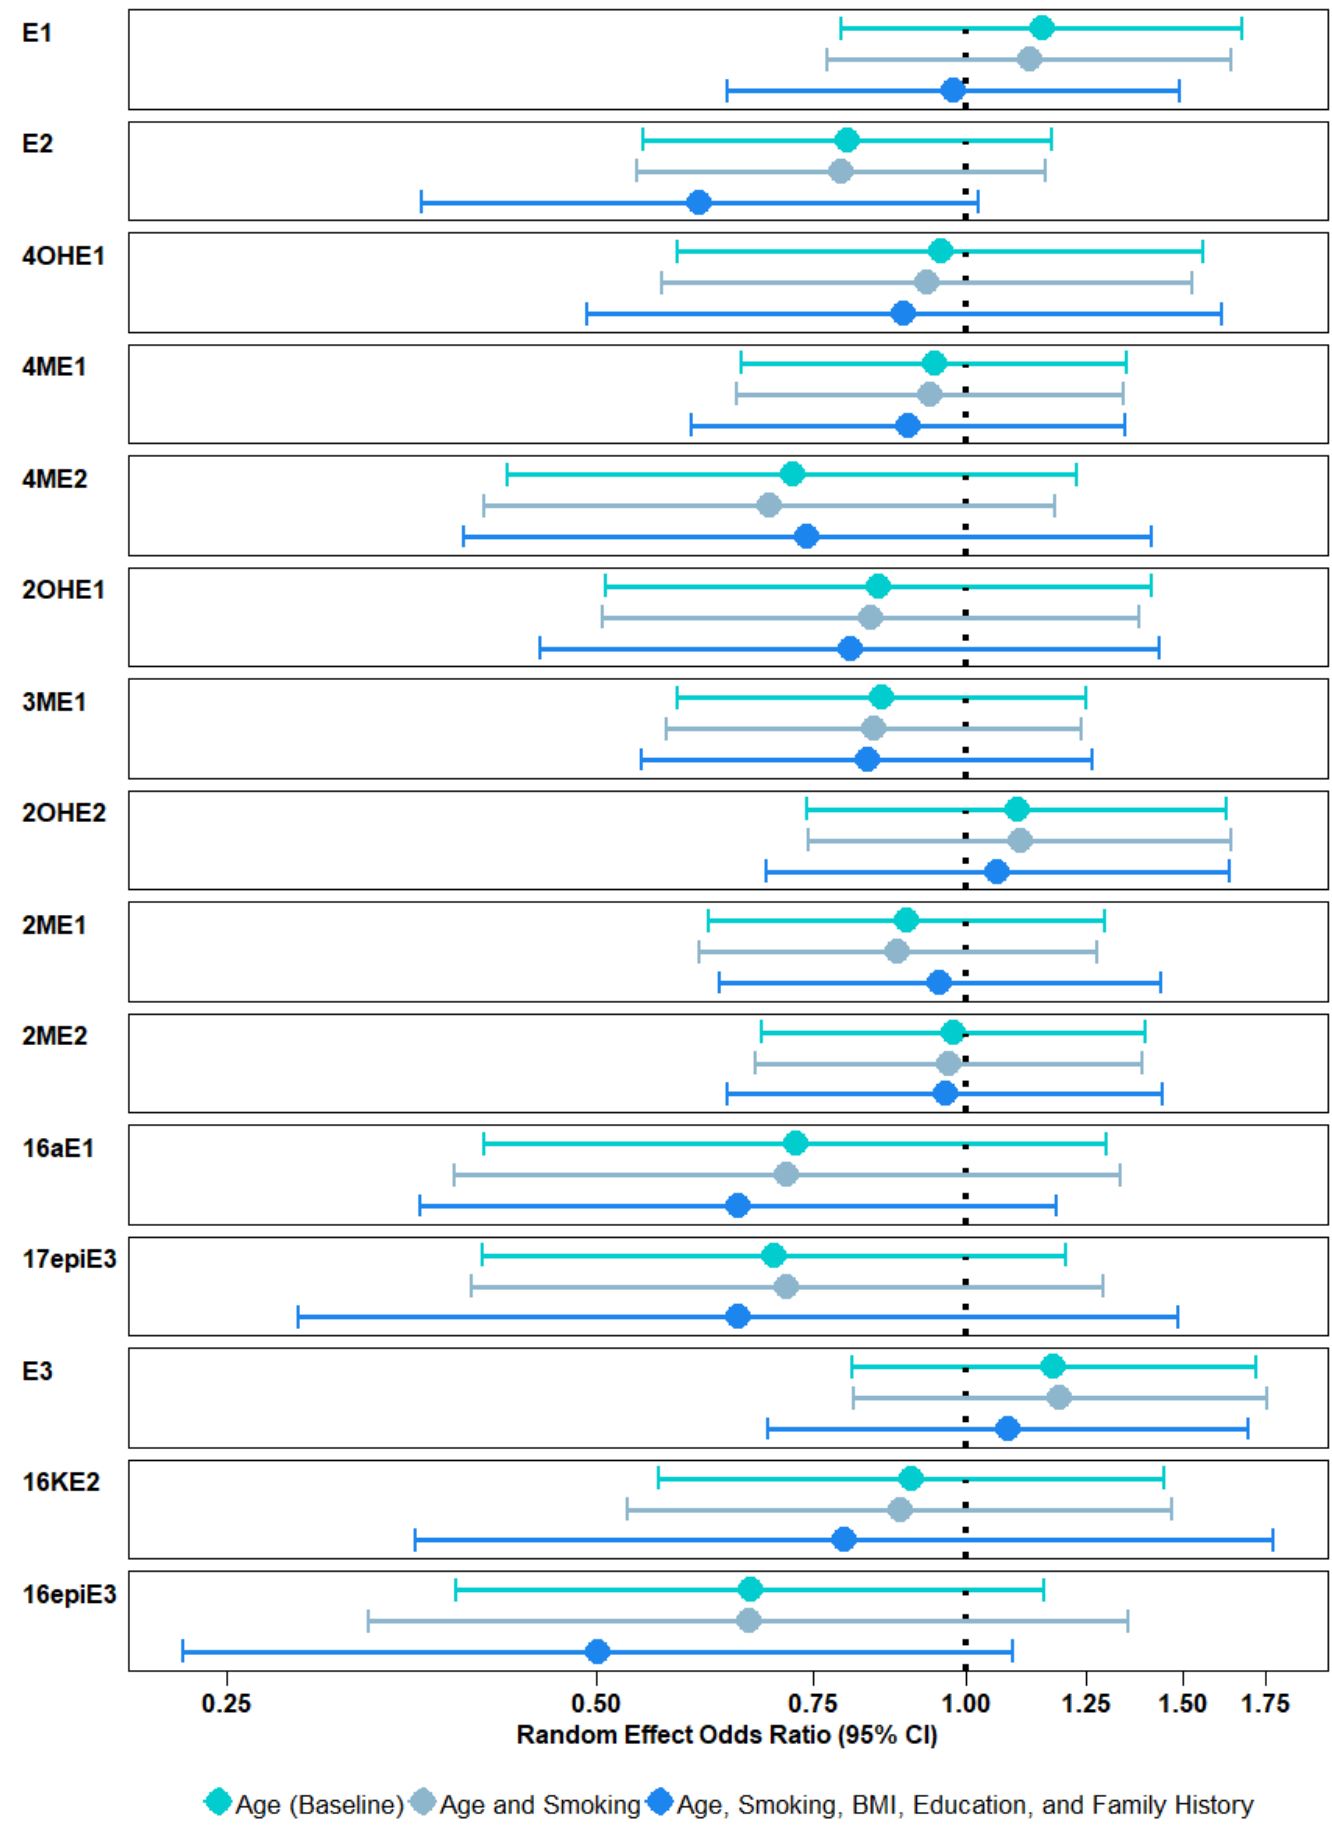 E1
E2
4OHE1
4ME1
4ME2
2OHE1
3ME1
2OHE2
2ME1
2ME2
16aE1
17epiE3
E3
16KE2
16epiE3
0.25 0.50 0.75 1.00 1.25 1.50 1.75
Random Effect Odds Ratio (95% CI)
Age (Baseline) Age and Smoking Age, Smoking, BMI, Education, and Family History